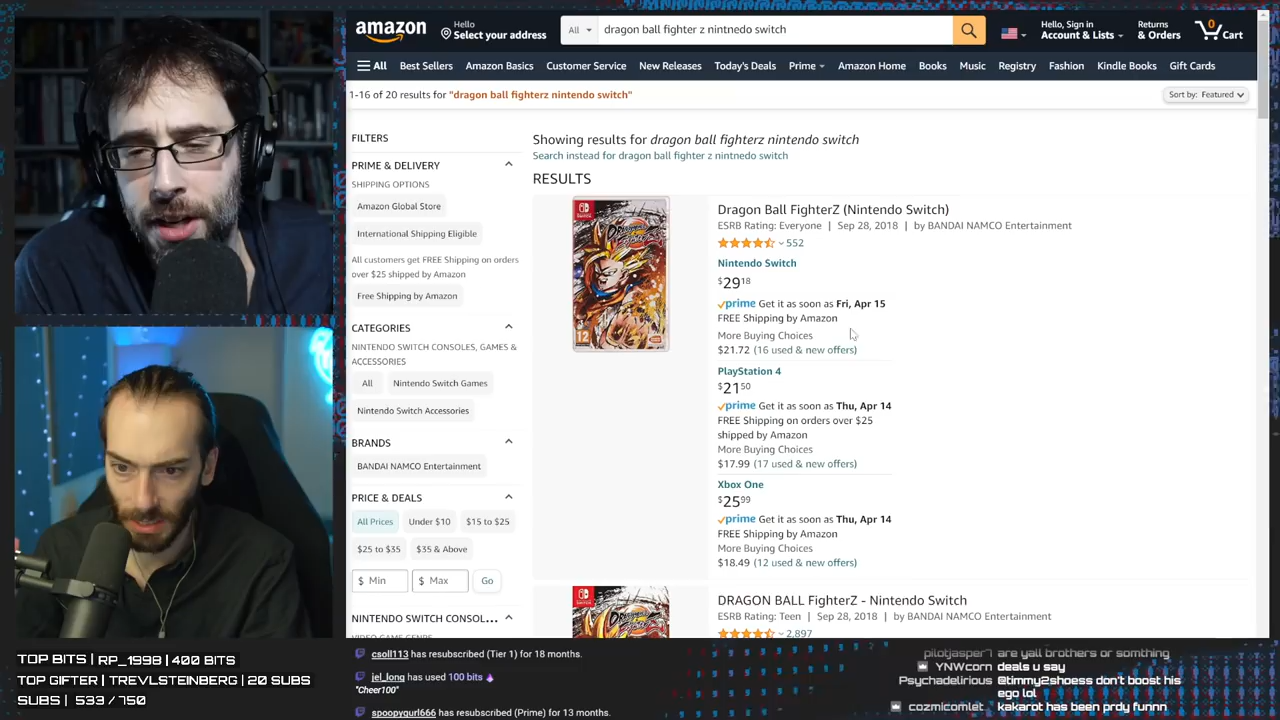 amazon
Hello
Select your address
All
dragon ball fighter z nintnedo switch
Hello, Sign in
Account & Lists
Returns
& Orders
0
Cart
All
Best Sellers
Amazon Basics
Customer Service
New Releases
Today's Deals
Prime
Amazon Home
Books
Music
Registry
Fashion
Kindle Books
Gift Cards
1-16 of 20 results for "dragon ball fighterz nintendo switch"
Sort by: Featured
FILTERS
PRIME & DELIVERY
SHIPPING OPTIONS
Amazon Global Store
International Shipping Eligible
All customers get FREE Shipping on orders
over $25 shipped by Amazon
Free Shipping by Amazon
CATEGORIES
NINTENDO SWITCH CONSOLES, GAMES &
ACCESSORIES
All
Nintendo Switch Games
Nintendo Switch Accessories
BRANDS
BANDAI NAMCO Entertainment
PRICE & DEALS
All Prices
Under $10
$15 to $25
$25 to $35
$35 & Above
$ Min
$ Max
Go
NINTENDO SWITCH CONSOL...
VIDEO GAME GENRE
Showing results for dragon ball fighterz nintendo switch
Search instead for dragon ball fighter z nintnedo switch
RESULTS
12
Dragon Ball FighterZ (Nintendo Switch)
ESRB Rating: Everyone | Sep 28, 2018 | by BANDAI NAMCO Entertainment
552
Nintendo Switch
$29 18
prime Get it as soon as Fri, Apr 15
FREE Shipping by Amazon
More Buying Choices
$21.72 (16 used & new offers)
PlayStation 4
$21 50
prime Get it as soon as Thu, Apr 14
FREE Shipping on orders over $25
shipped by Amazon
More Buying Choices
$17.99 (17 used & new offers)
Xbox One
$25 99
prime Get it as soon as Thu, Apr 14
FREE Shipping by Amazon
More Buying Choices
$18.49 (12 used & new offers)
DRAGON BALL FighterZ - Nintendo Switch
ESRB Rating: Teen | Sep 28, 2018 | by BANDAI NAMCO Entertainment
2,897
TOP BITS | RP_1998 | 400 BITS
TOP GIFTER | TREVLSTEINBERG | 20 SUBS
SUBS | 533 / 750
csoll113 has resubscribed (Tier 1) for 18 months.
jel_long has used 100 bits
"Cheer100"
spoopygurl666 has resubscribed (Prime) for 13 months.
pilotjasper1 are yall brothers or somthing
YNWcorn deals u say
Psychadelirious @timmy2shoess don't boost his
ego lol
cozmicomlet kakarot has been prdy funnn